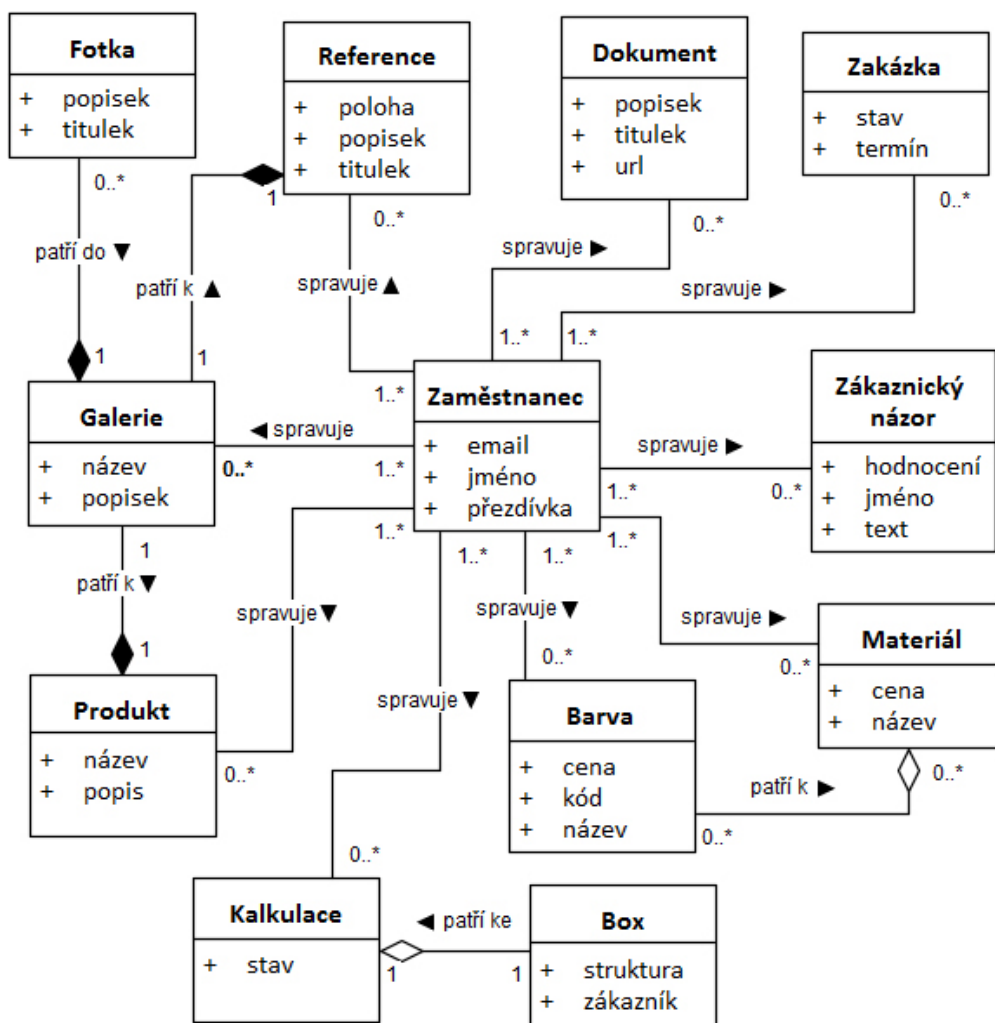 Fotka
+ popisek
+ titulek
Reference
+ poloha
+ popisek
+ titulek
Dokument
+ popisek
+ titulek
+ url
Zakázka
+ stav
+ termín
0..*
1
0..*
0..*
0..*
patří do ▼
patří k ▲
spravuje ▲
spravuje ►
spravuje ►
1
1
1..*
1..*
1..*
Galerie
+ název
+ popisek
◄ spravuje
0..*
1..*
Zaměstnanec
+ email
+ jméno
+ přezdívka
spravuje ►
1..*
0..*
Zákaznický
názor
+ hodnocení
+ jméno
+ text
1
patří k ▼
1
1..*
spravuje ▼
0..*
1..*
spravuje ▼
0..*
1..*
spravuje ▼
0..*
1..*
spravuje ►
0..*
Produkt
+ název
+ popis
Barva
+ cena
+ kód
+ název
Materiál
+ cena
+ název
patří k ►
0..*
0..*
Kalkulace
+ stav
◄ patří ke
1
1
Box
+ struktura
+ zákazník